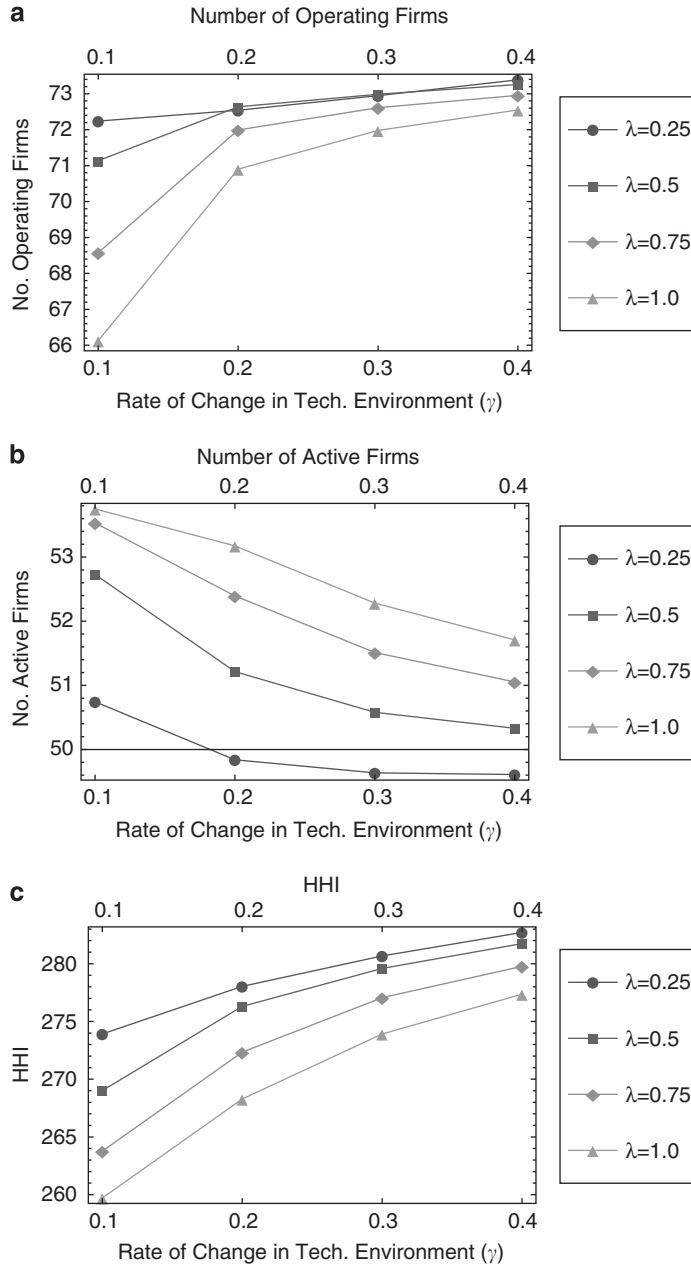 a
Number of Operating Firms
0.1 0.2 0.3 0.4
73
72
71
70
69
68
67
66
No. Operating Firms
0.1 0.2 0.3 0.4
Rate of Change in Tech. Environment (γ)
λ=0.25
λ=0.5
λ=0.75
λ=1.0
b
Number of Active Firms
0.1 0.2 0.3 0.4
53
52
51
50
No. Active Firms
0.1 0.2 0.3 0.4
Rate of Change in Tech. Environment (γ)
λ=0.25
λ=0.5
λ=0.75
λ=1.0
c
HHI
0.1 0.2 0.3 0.4
280
275
270
265
260
HHI
0.1 0.2 0.3 0.4
Rate of Change in Tech. Environment (γ)
λ=0.25
λ=0.5
λ=0.75
λ=1.0